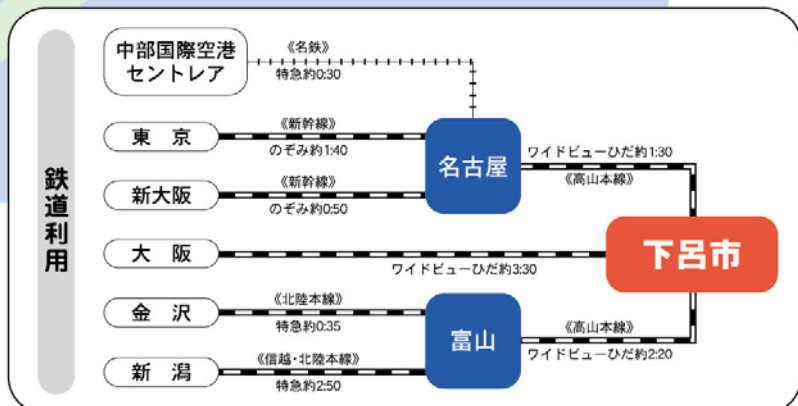 鉄道利用
中部国際空港
セントレア
《名鉄》
特急約0:30
東 京
《新幹線》
のぞみ約1:40
新大阪
《新幹線》
のぞみ約0:50
名古屋
ワイドビューひだ約1:30
《高山本線》
大 阪
ワイドビューひだ約3:30
下呂市
金 沢
《北陸本線》
特急約0:35
新 潟
《信越・北陸本線》
特急約2:50
富山
《高山本線》
ワイドビューひだ約2:20